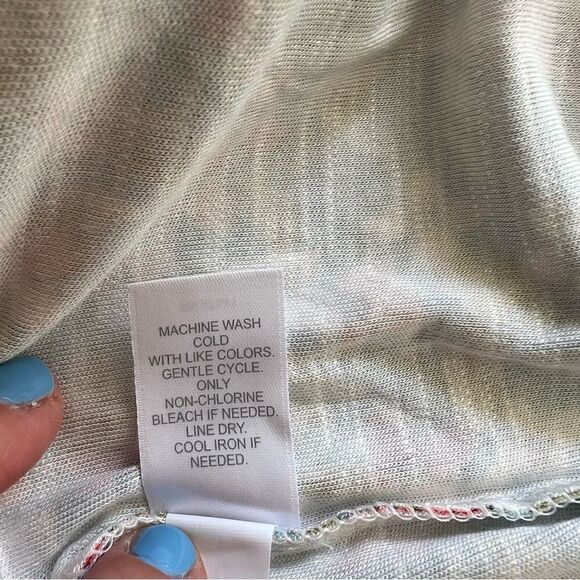 MACHINE WASH
COLD
WITH LIKE COLORS.
GENTLE CYCLE.
ONLY
NON-CHLORINE
BLEACH IF NEEDED.
LINE DRY.
COOL IRON IF
NEEDED.